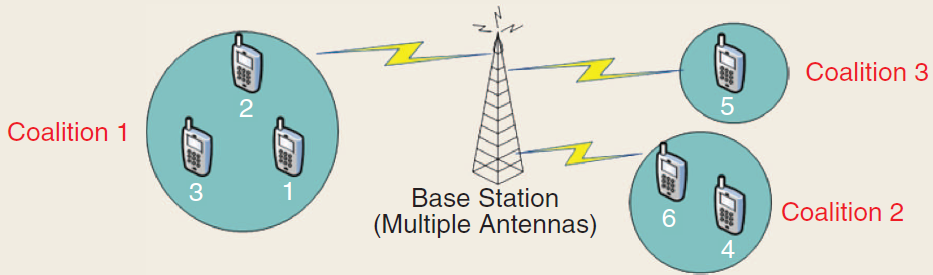 Coalition 1
2
3
1
Base Station
(Multiple Antennas)
5
Coalition 3
6
4
Coalition 2